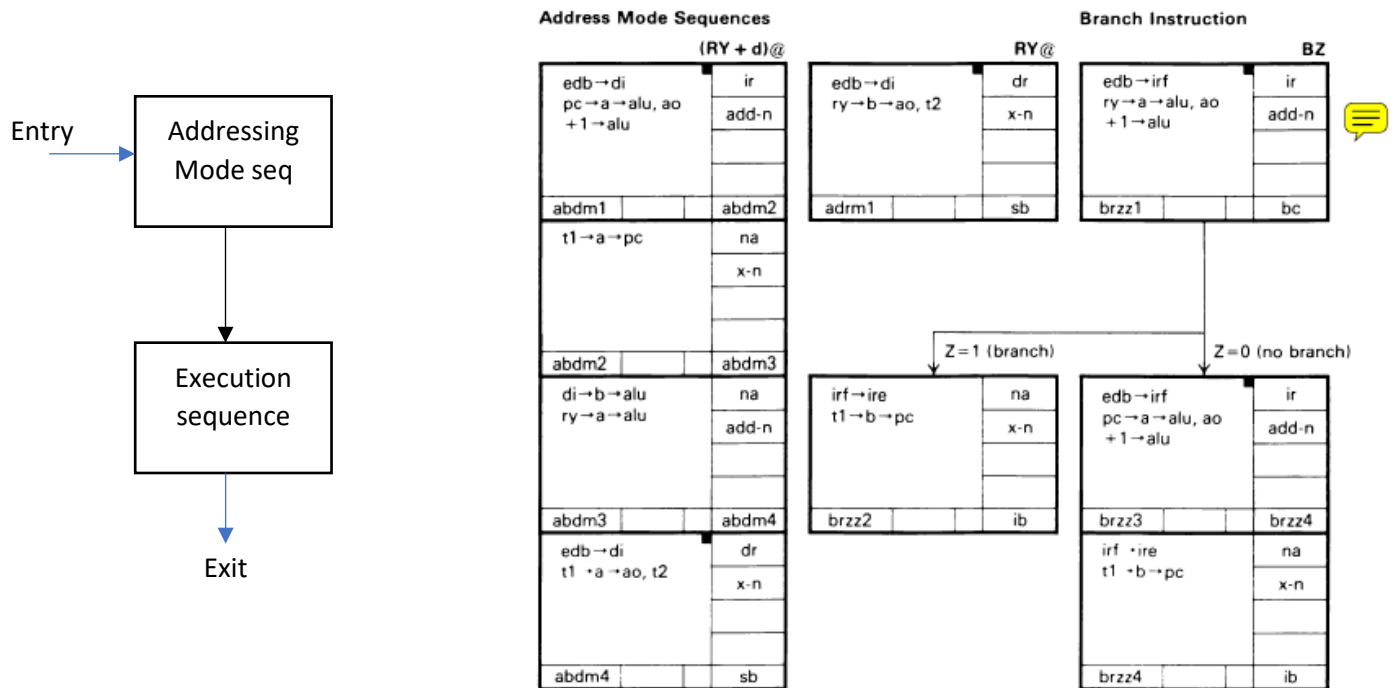 Entry
Addressing
Mode seq
Execution
sequence
Exit
Address Mode Sequences
Branch Instruction
(RY + d)@
edb→di
pc→a→alu, ao
+1→alu
ir
add-n
abdm1
abdm2
t1→a→pc
na
x-n
abdm2
abdm3
di→b→alu
ry→a→alu
na
add-n
abdm3
abdm4
edb→di
t1→a→ao, t2
dr
x-n
abdm4
sb
RY@
edb→di
ry→b→ao, t2
dr
x-n
adrm1
sb
BZ
edb→irf
ry→a→alu, ao
+1→alu
ir
add-n
brzz1
bc
Z=1 (branch)
Z=0 (no branch)
irf→ire
t1→b→pc
na
x-n
brzz2
ib
edb→irf
pc→a→alu, ao
+1→alu
ir
add-n
brzz3
brzz4
irf→ire
t1→b→pc
na
x-n
brzz4
ib